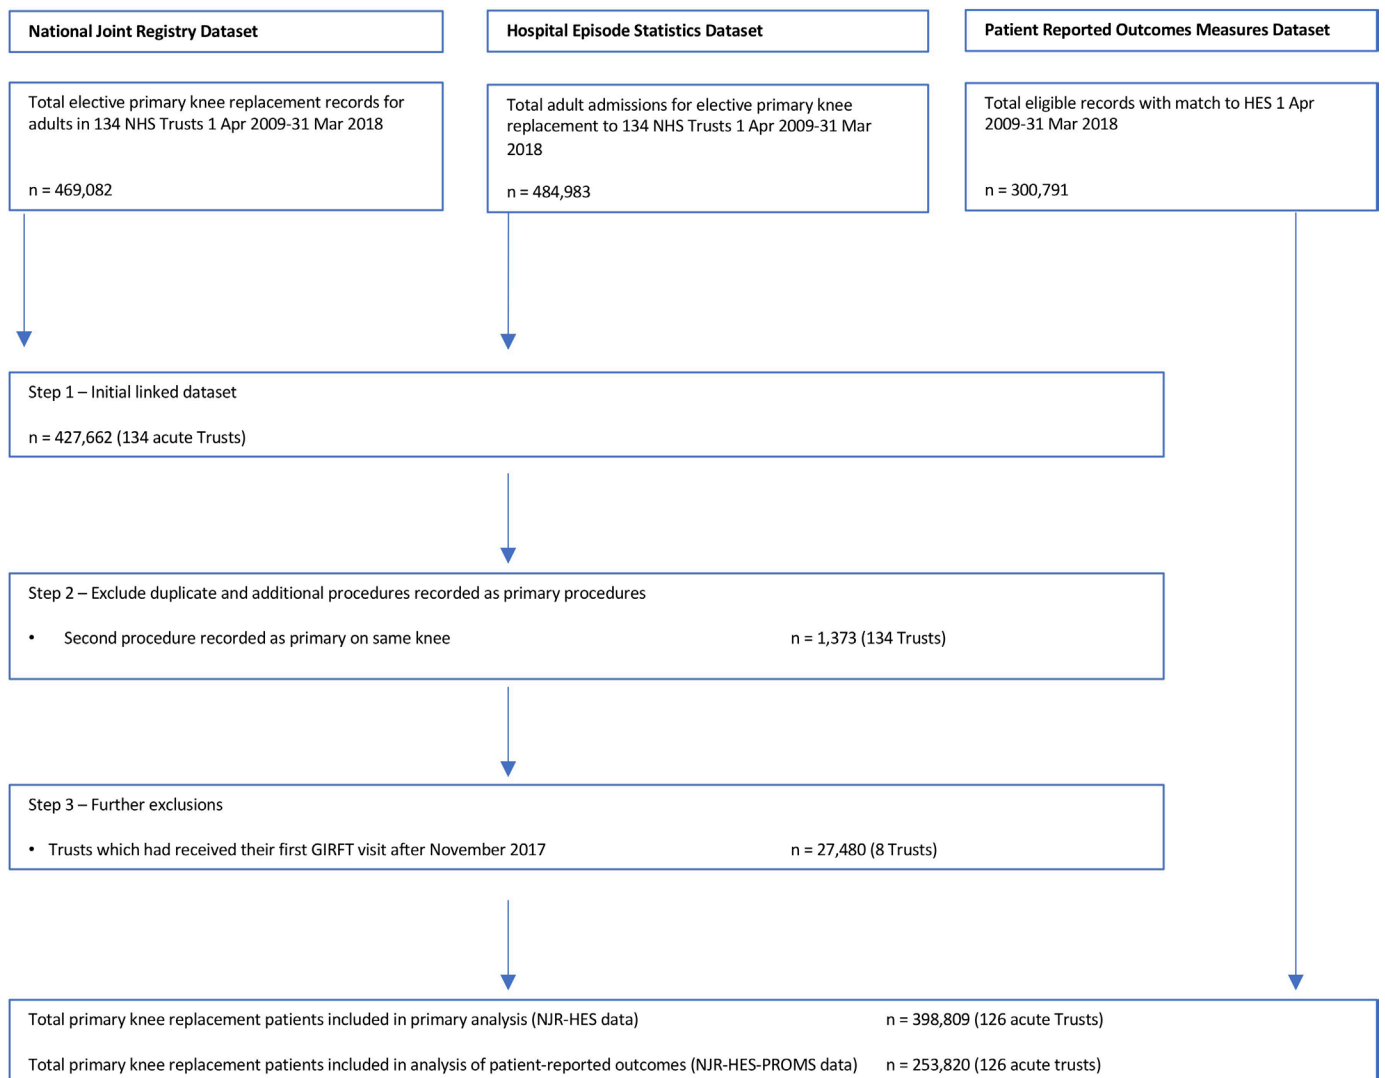 National Joint Registry Dataset
Hospital Episode Statistics Dataset
Patient Reported Outcomes Measures Dataset
Total elective primary knee replacement records for
adults in 134 NHS Trusts 1 Apr 2009-31 Mar 2018
n = 469,082
Total adult admissions for elective primary knee
replacement to 134 NHS Trusts 1 Apr 2009-31 Mar
2018
n = 484,983
Total eligible records with match to HES 1 Apr
2009-31 Mar 2018
n = 300,791
Step 1 – Initial linked dataset
n = 427,662 (134 acute Trusts)
Step 2 – Exclude duplicate and additional procedures recorded as primary procedures
• Second procedure recorded as primary on same knee n = 1,373 (134 Trusts)
Step 3 – Further exclusions
• Trusts which had received their first GIRFT visit after November 2017 n = 27,480 (8 Trusts)
Total primary knee replacement patients included in primary analysis (NJR-HES data) n = 398,809 (126 acute Trusts)
Total primary knee replacement patients included in analysis of patient-reported outcomes (NJR-HES-PROMS data) n = 253,820 (126 acute trusts)